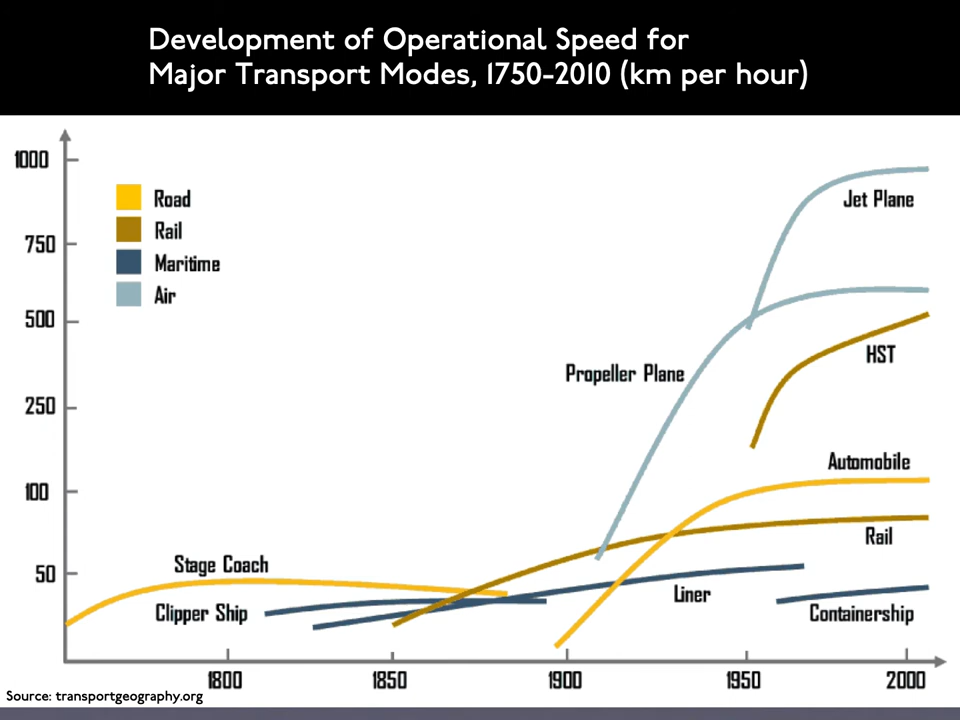 Development of Operational Speed for
Major Transport Modes, 1750-2010 (km per hour)
1000
750
500
250
100
50
Road
Rail
Maritime
Air
Jet Plane
HST
Propeller Plane
Automobile
Rail
Stage Coach
Clipper Ship
Liner
Containership
1800
1850
1900
1950
2000
Source: transportgeography.org